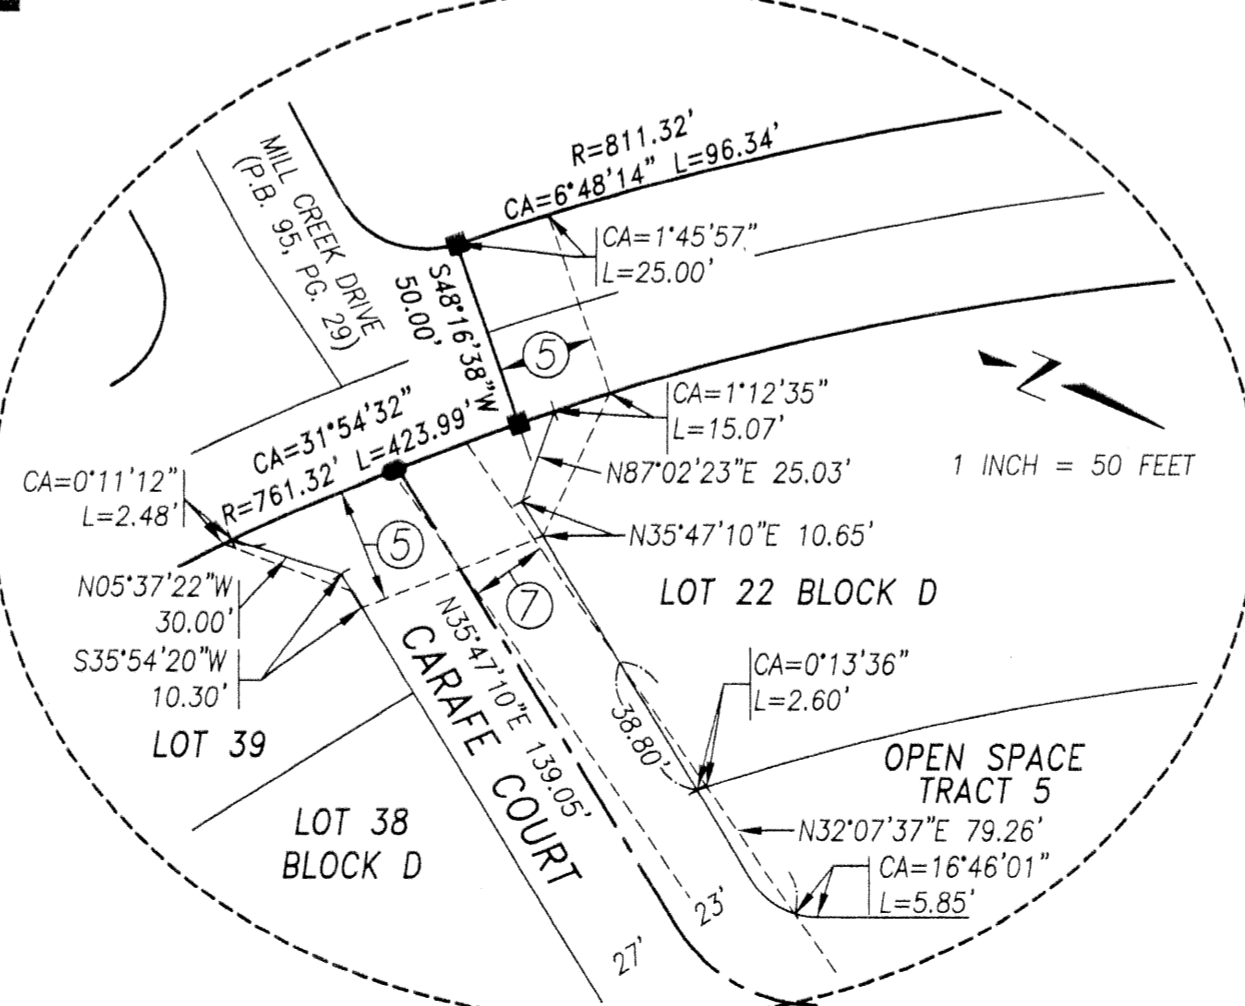 R=811.32'
CA=6°48'14" L=96.34'
MILL CREEK DRIVE
(P.B. 95, PG. 29)
CA=1°45'57"
L=25.00'
S48°16'38"W
50.00'
5
CA=31°54'32"
R=761.32' L=423.99'
CA=1°12'35"
L=15.07'
N87°02'23"E 25.03'
1 INCH = 50 FEET
CA=0°11'12"
L=2.48'
N35°47'10"E 10.65'
5
7
LOT 22 BLOCK D
N05°37'22"W
30.00'
S35°54'20"W
10.30'
N35°47'10"E 139.05'
CARAFE COURT
CA=0°13'36"
L=2.60'
38.80'
LOT 39
OPEN SPACE
TRACT 5
LOT 38
BLOCK D
N32°07'37"E 79.26'
CA=16°46'01"
L=5.85'
23'
27'